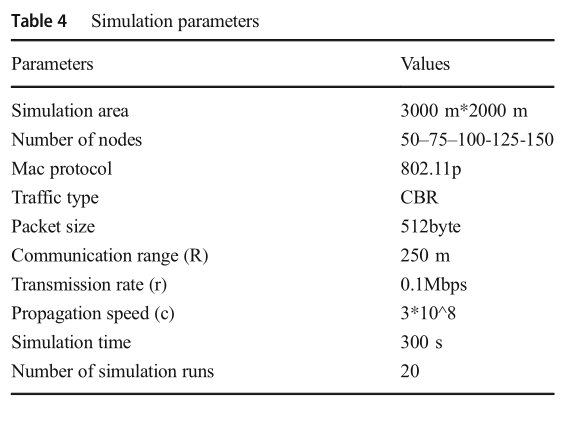 Table 4 Simulation parameters
Parameters Values
Simulation area 3000 m*2000 m
Number of nodes 50–75–100-125-150
Mac protocol 802.11p
Traffic type CBR
Packet size 512byte
Communication range (R) 250 m
Transmission rate (r) 0.1Mbps
Propagation speed (c) 3*10^8
Simulation time 300 s
Number of simulation runs 20